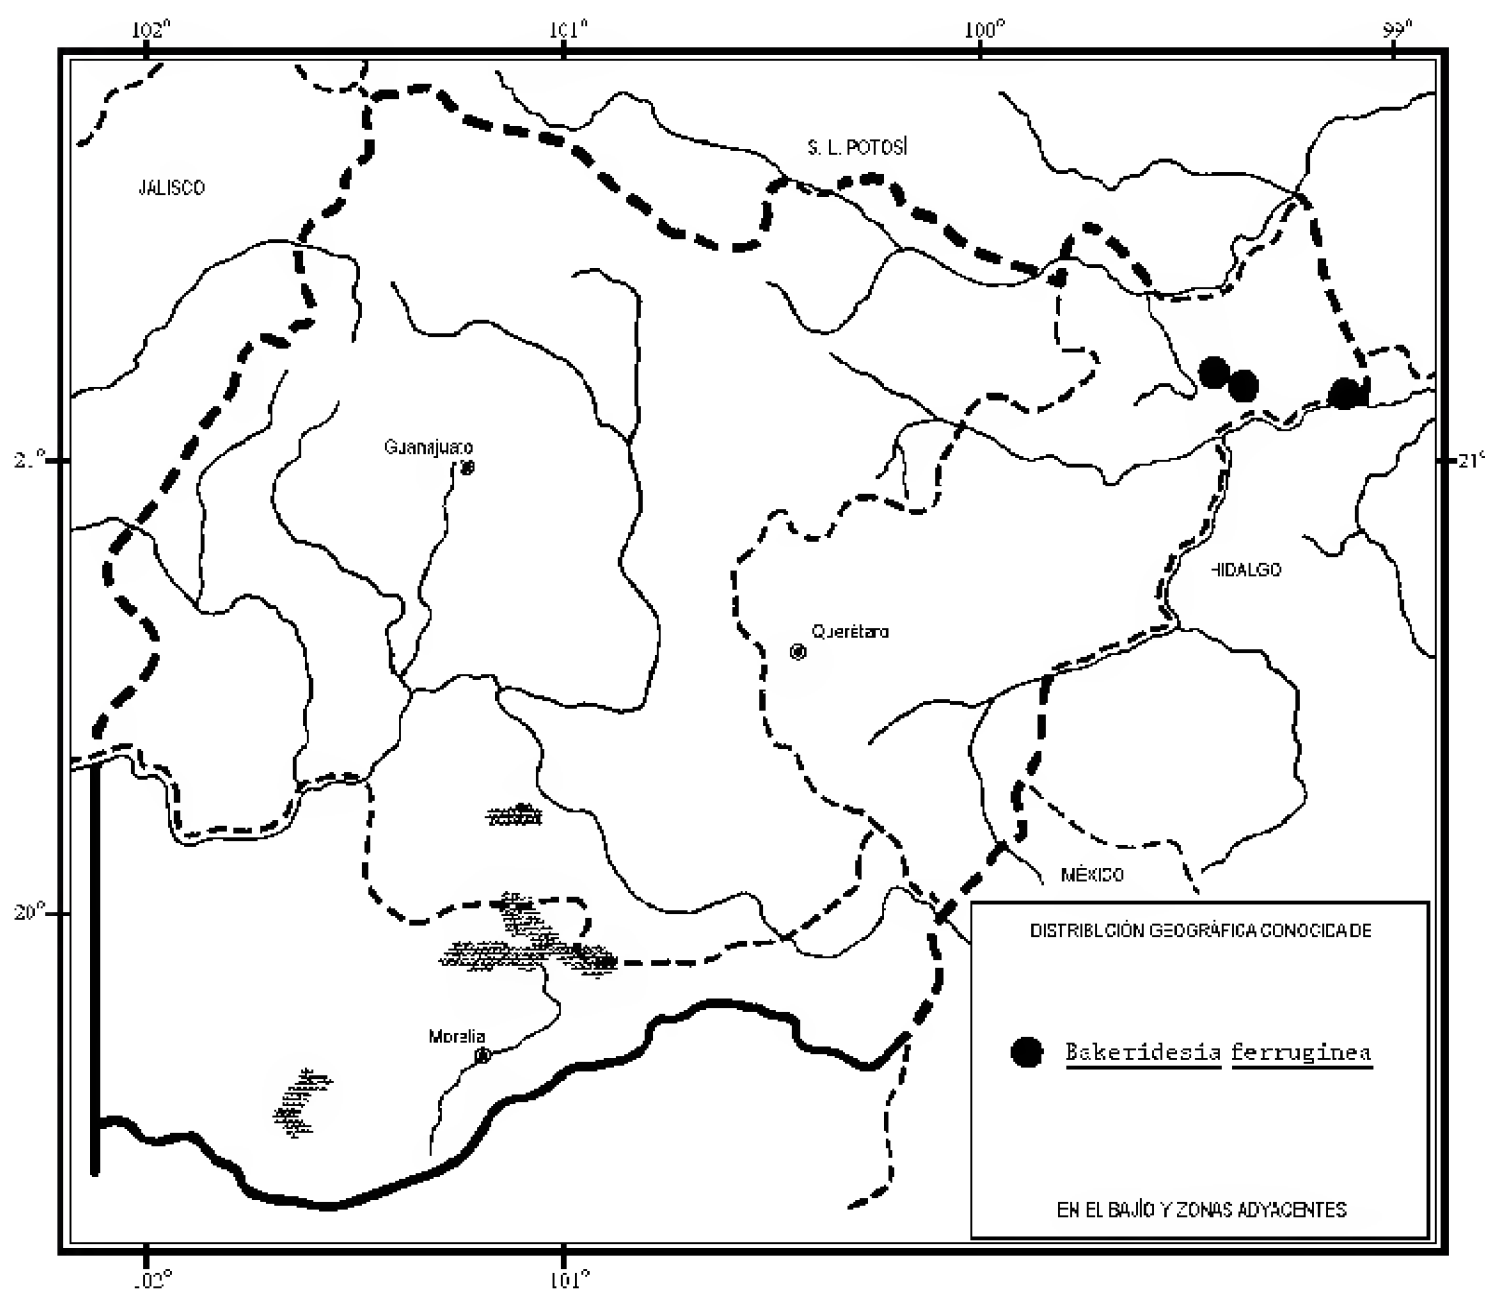 102° 101° 100° 99°
S. L. POTOSÍ
JALISCO
Guanajuato
21°
HIDALGO
Querétaro
MÉXICO
20°
DISTRIBUCIÓN GEOGRÁFICA CONOCIDA DE
Morelia
Bakeridesia ferruginea
EN EL BAJÍO Y ZONAS ADYACENTES
102° 101°